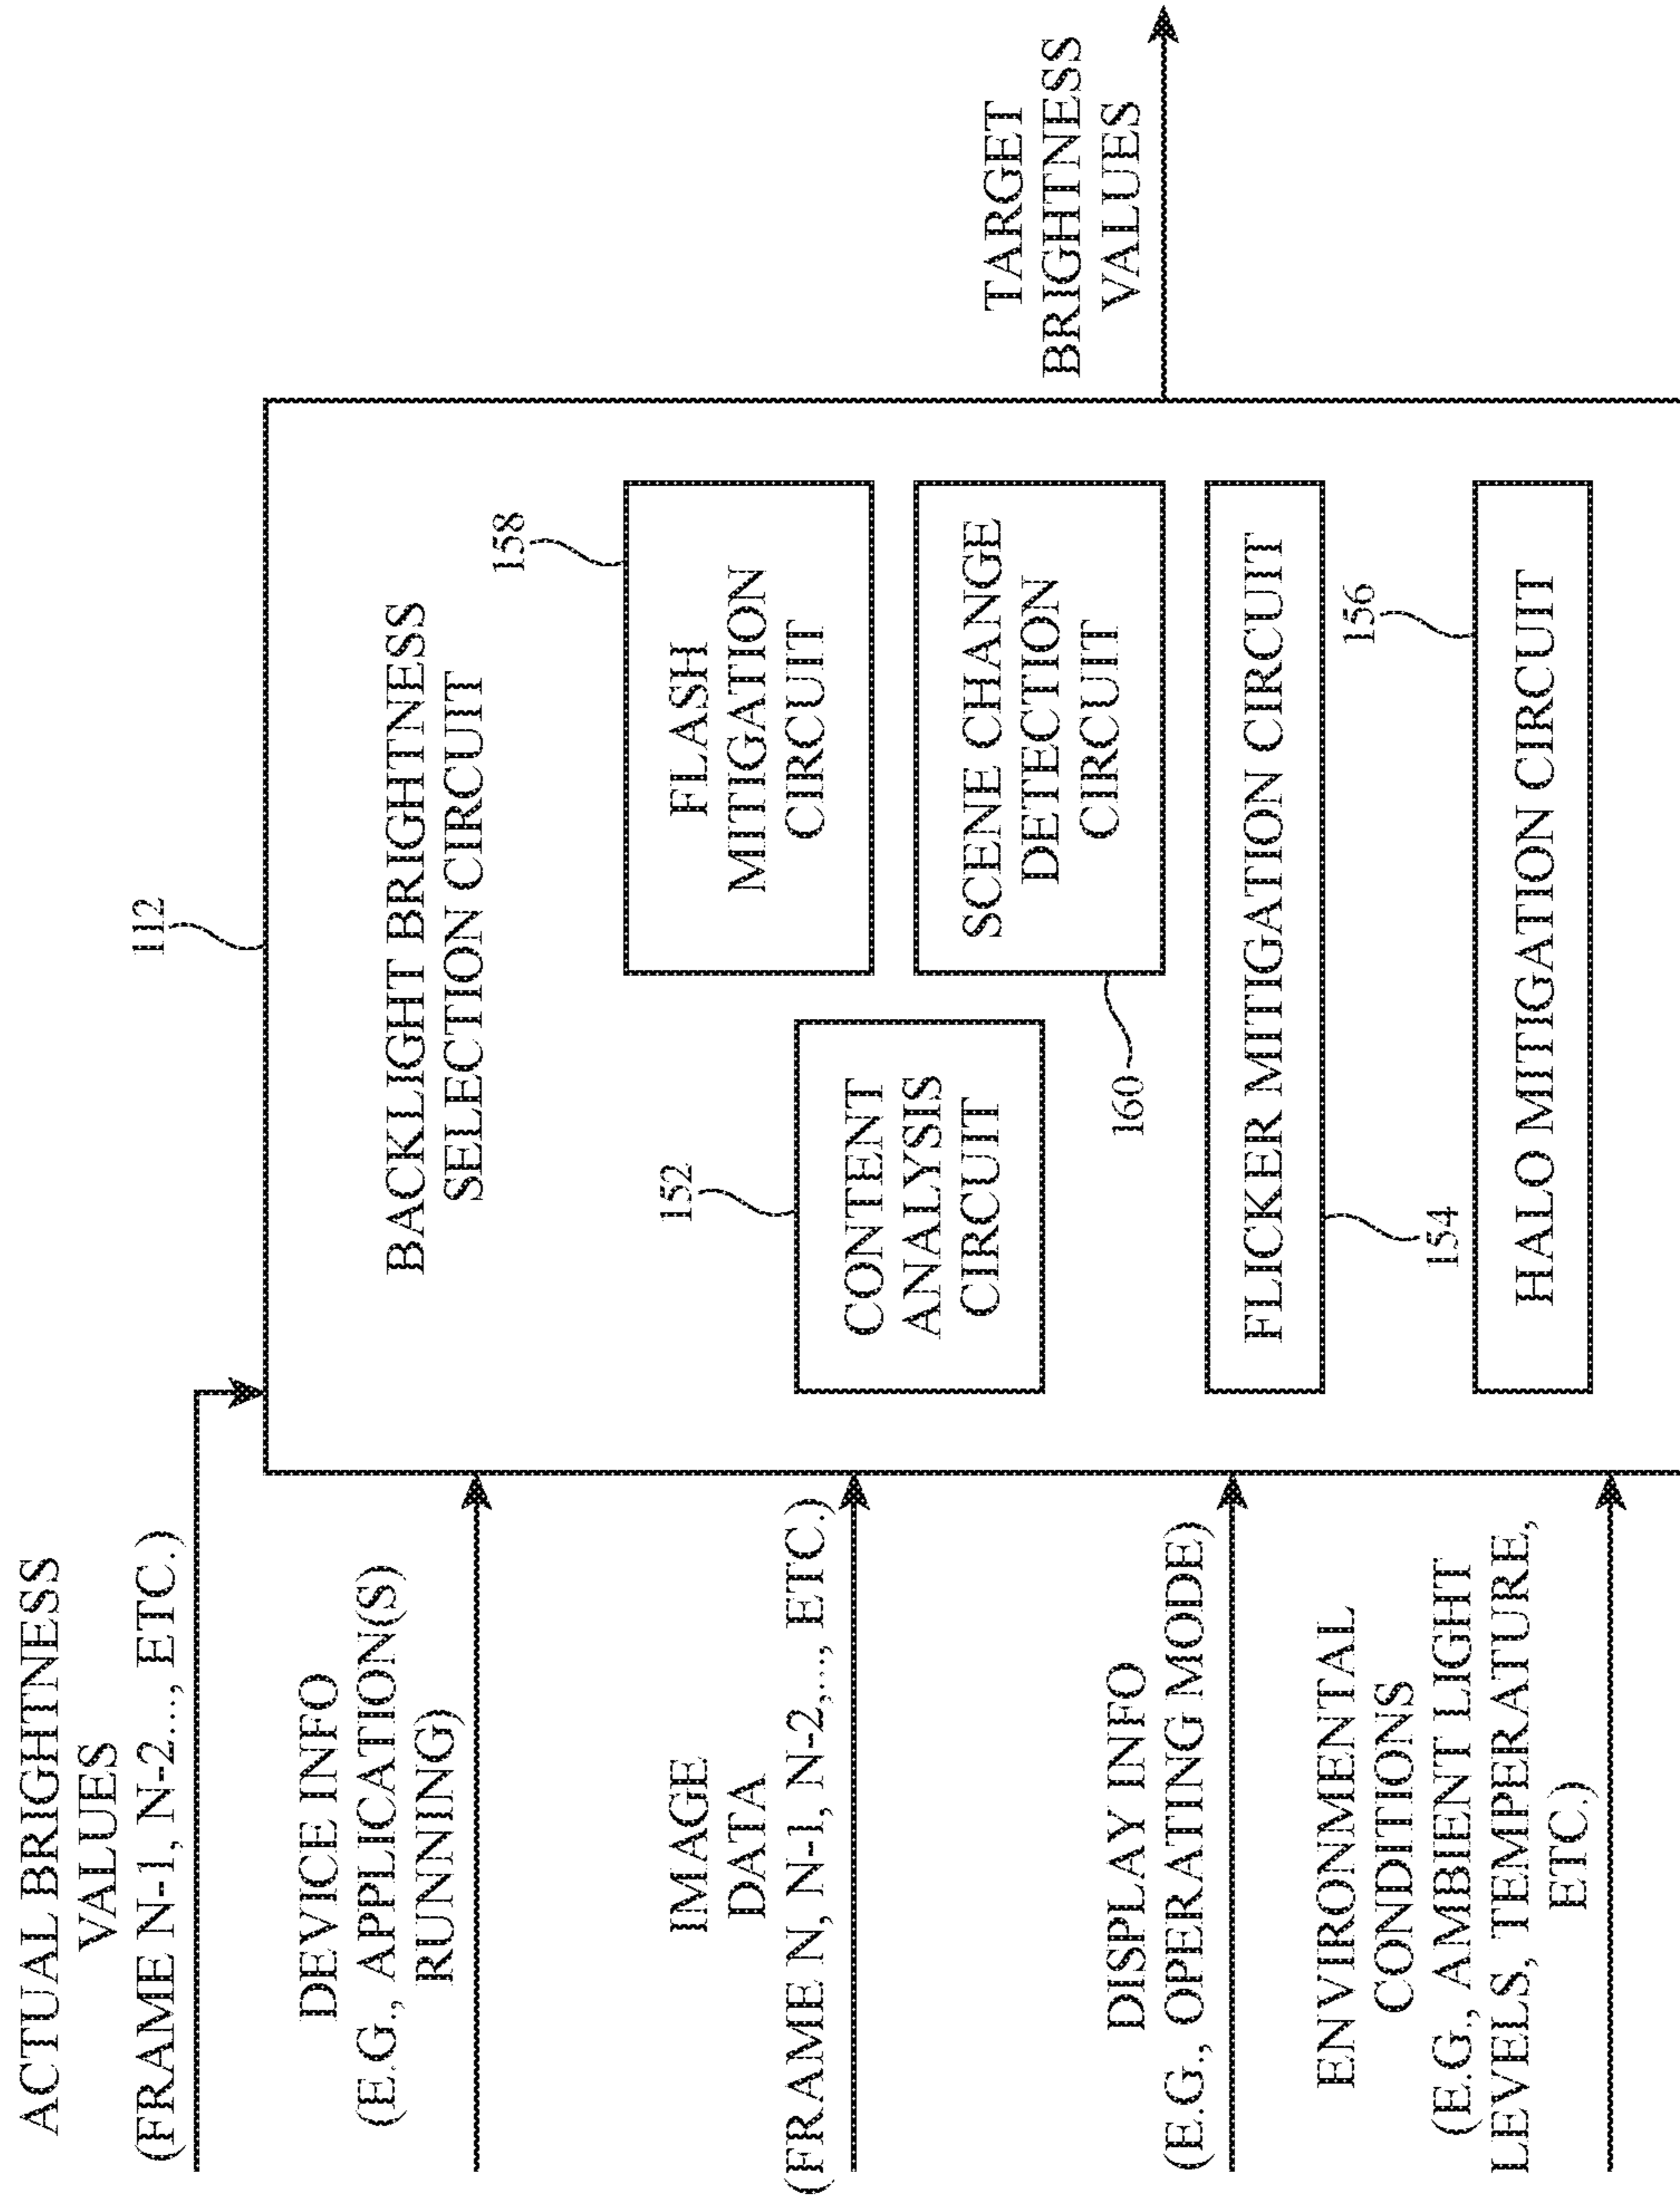 ACTUAL BRIGHTNESS
VALUES
(FRAME N-1, N-2..., ETC.)
DEVICE INFO
(E.G., APPLICATION(S)
RUNNING)
IMAGE
DATA
(FRAME N, N-1, N-2,..., ETC.)
DISPLAY INFO
(E.G., OPERATING MODE)
ENVIRONMENTAL
CONDITIONS
(E.G., AMBIENT LIGHT
LEVELS, TEMPERATURE,
ETC.)
112
BACKLIGHT BRIGHTNESS
SELECTION CIRCUIT
152
CONTENT
ANALYSIS
CIRCUIT
158
FLASH
MITIGATION
CIRCUIT
SCENE CHANGE
DETECTION
CIRCUIT
160
FLICKER MITIGATION CIRCUIT
154
156
HALO MITIGATION CIRCUIT
TARGET
BRIGHTNESS
VALUES